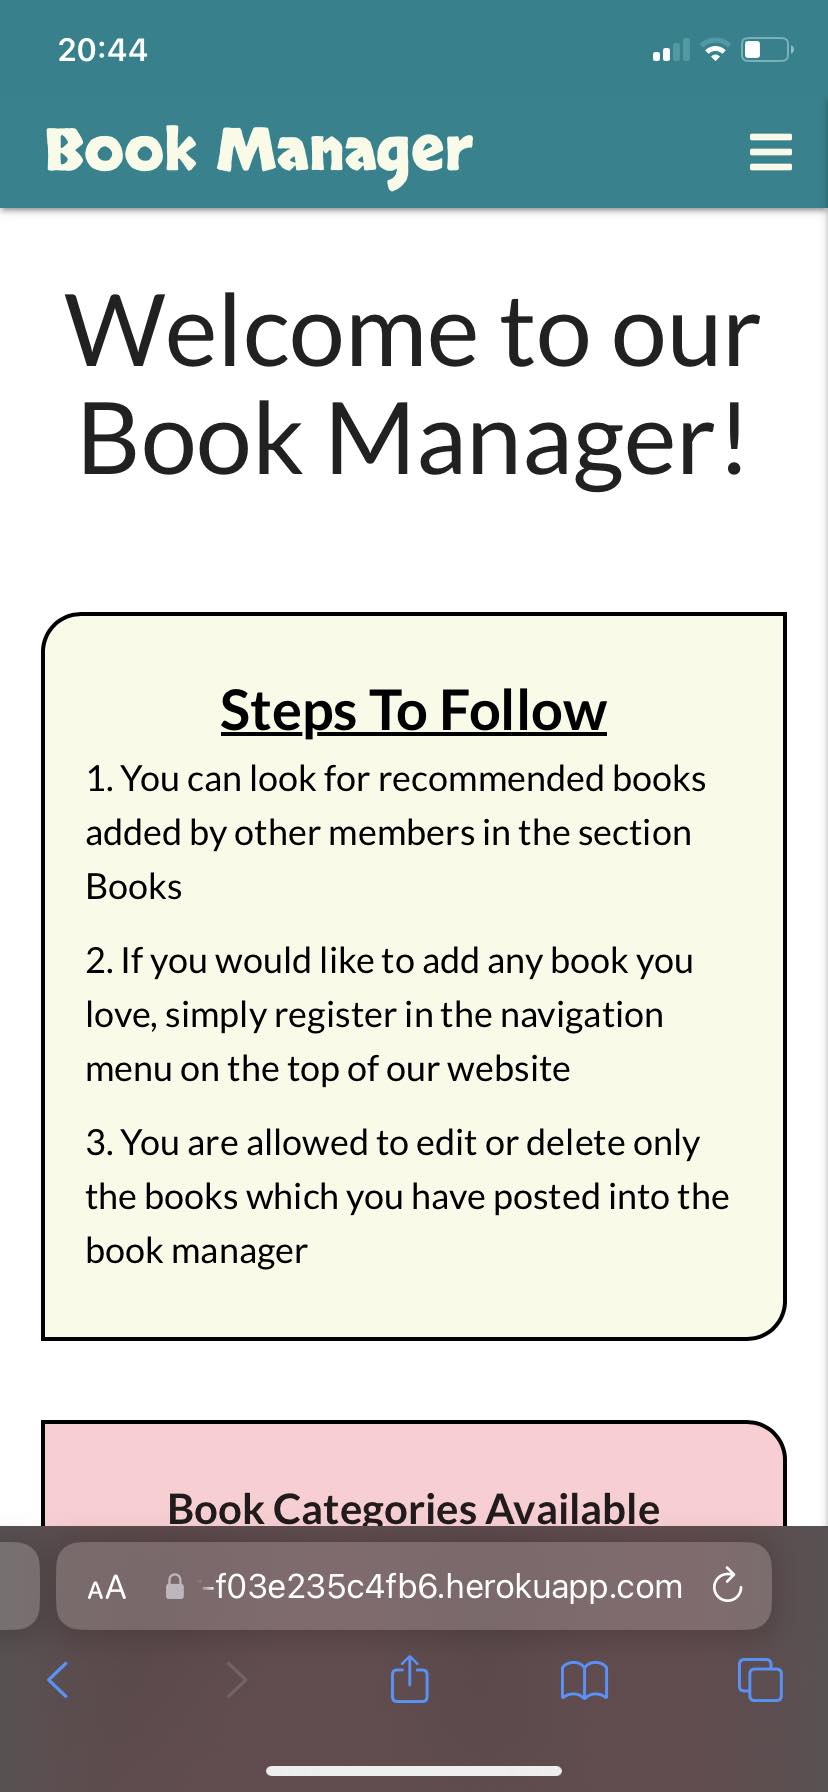 20:44
Book Manager
Welcome to our
Book Manager!
Steps To Follow
1. You can look for recommended books
added by other members in the section
Books
2. If you would like to add any book you
love, simply register in the navigation
menu on the top of our website
3. You are allowed to edit or delete only
the books which you have posted into the
book manager
Book Categories Available
AA -f03e235c4fb6.herokuapp.com